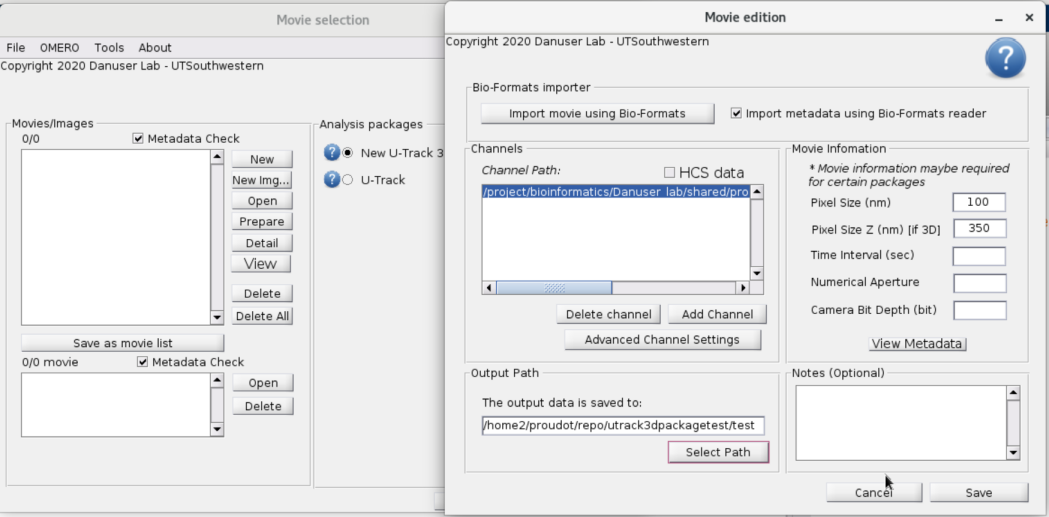 Movie selection
File OMERO Tools About
Copyright 2020 Danuser Lab - UTSouthwestern
Movies/Images
0/0 Metadata Check
New
New Img...
Open
Prepare
Detail
View
Delete
Delete All
Save as movie list
0/0 movie Metadata Check
Open
Delete
Analysis packages
? New U-Track 3
? U-Track
Movie edition
Copyright 2020 Danuser Lab - UTSouthwestern
?
Bio-Formats importer
Import movie using Bio-Formats Import metadata using Bio-Formats reader
Channels
Channel Path: HCS data
/project/bioinformatics/Danuser_lab/shared/pro
Delete channel Add Channel
Advanced Channel Settings
Movie Infomation
* Movie information maybe required
for certain packages
Pixel Size (nm) 100
Pixel Size Z (nm) [if 3D] 350
Time Interval (sec)
Numerical Aperture
Camera Bit Depth (bit)
View Metadata
Output Path
The output data is saved to:
/home2/proudot/repo/utrack3dpackagetest/test
Select Path
Notes (Optional)
Cancel Save